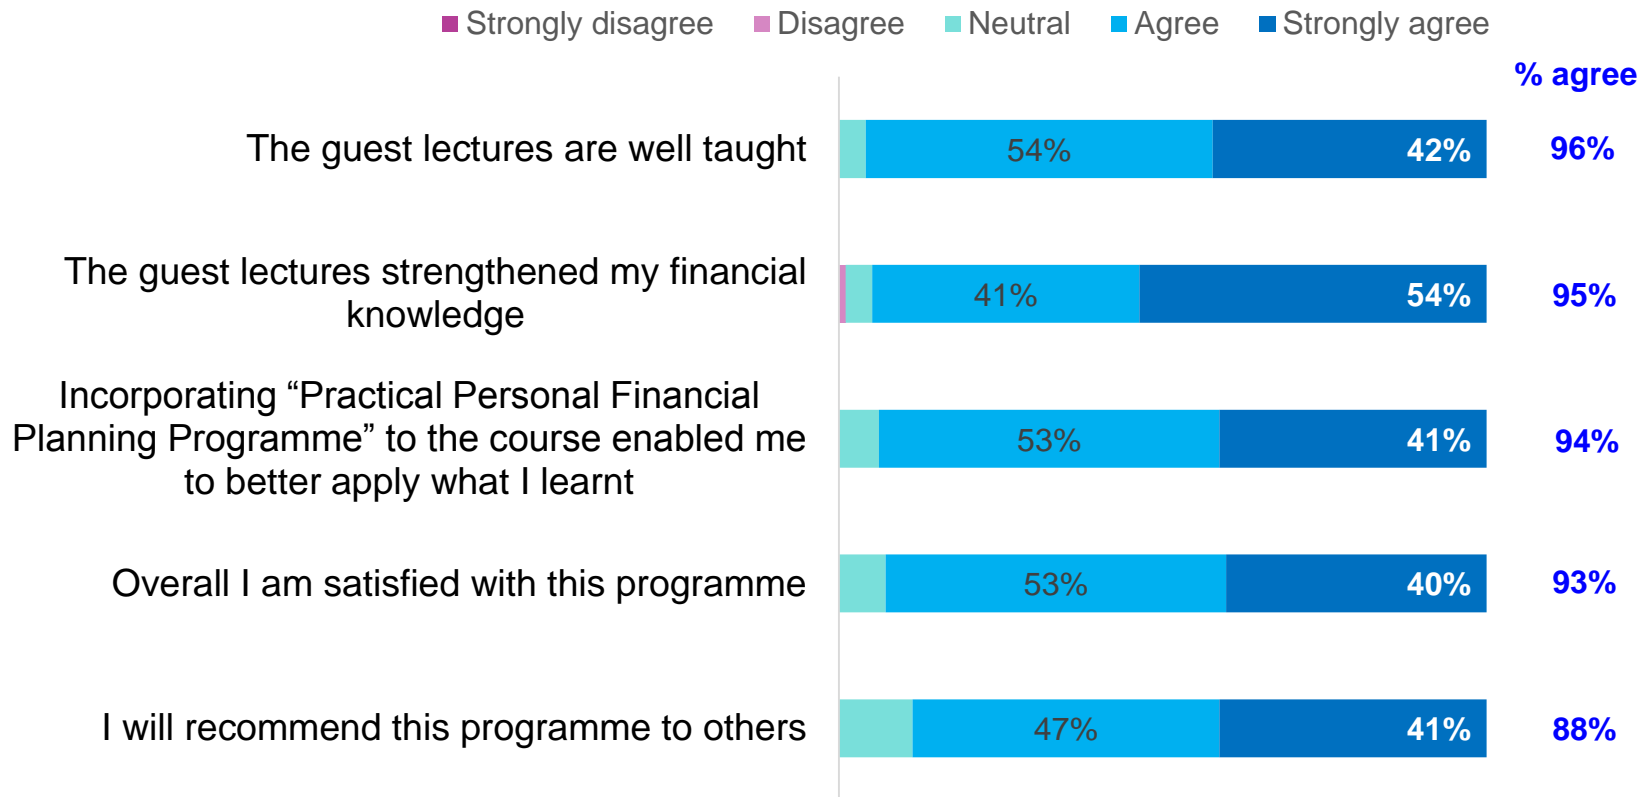 Strongly disagree Disagree Neutral Agree Strongly agree
% agree
The guest lectures are well taught 54% 42% 96%
The guest lectures strengthened my financial
knowledge
41% 54% 95%
Incorporating “Practical Personal Financial
Planning Programme” to the course enabled me
to better apply what I learnt
53% 41% 94%
Overall I am satisfied with this programme 53% 40% 93%
I will recommend this programme to others 47% 41% 88%